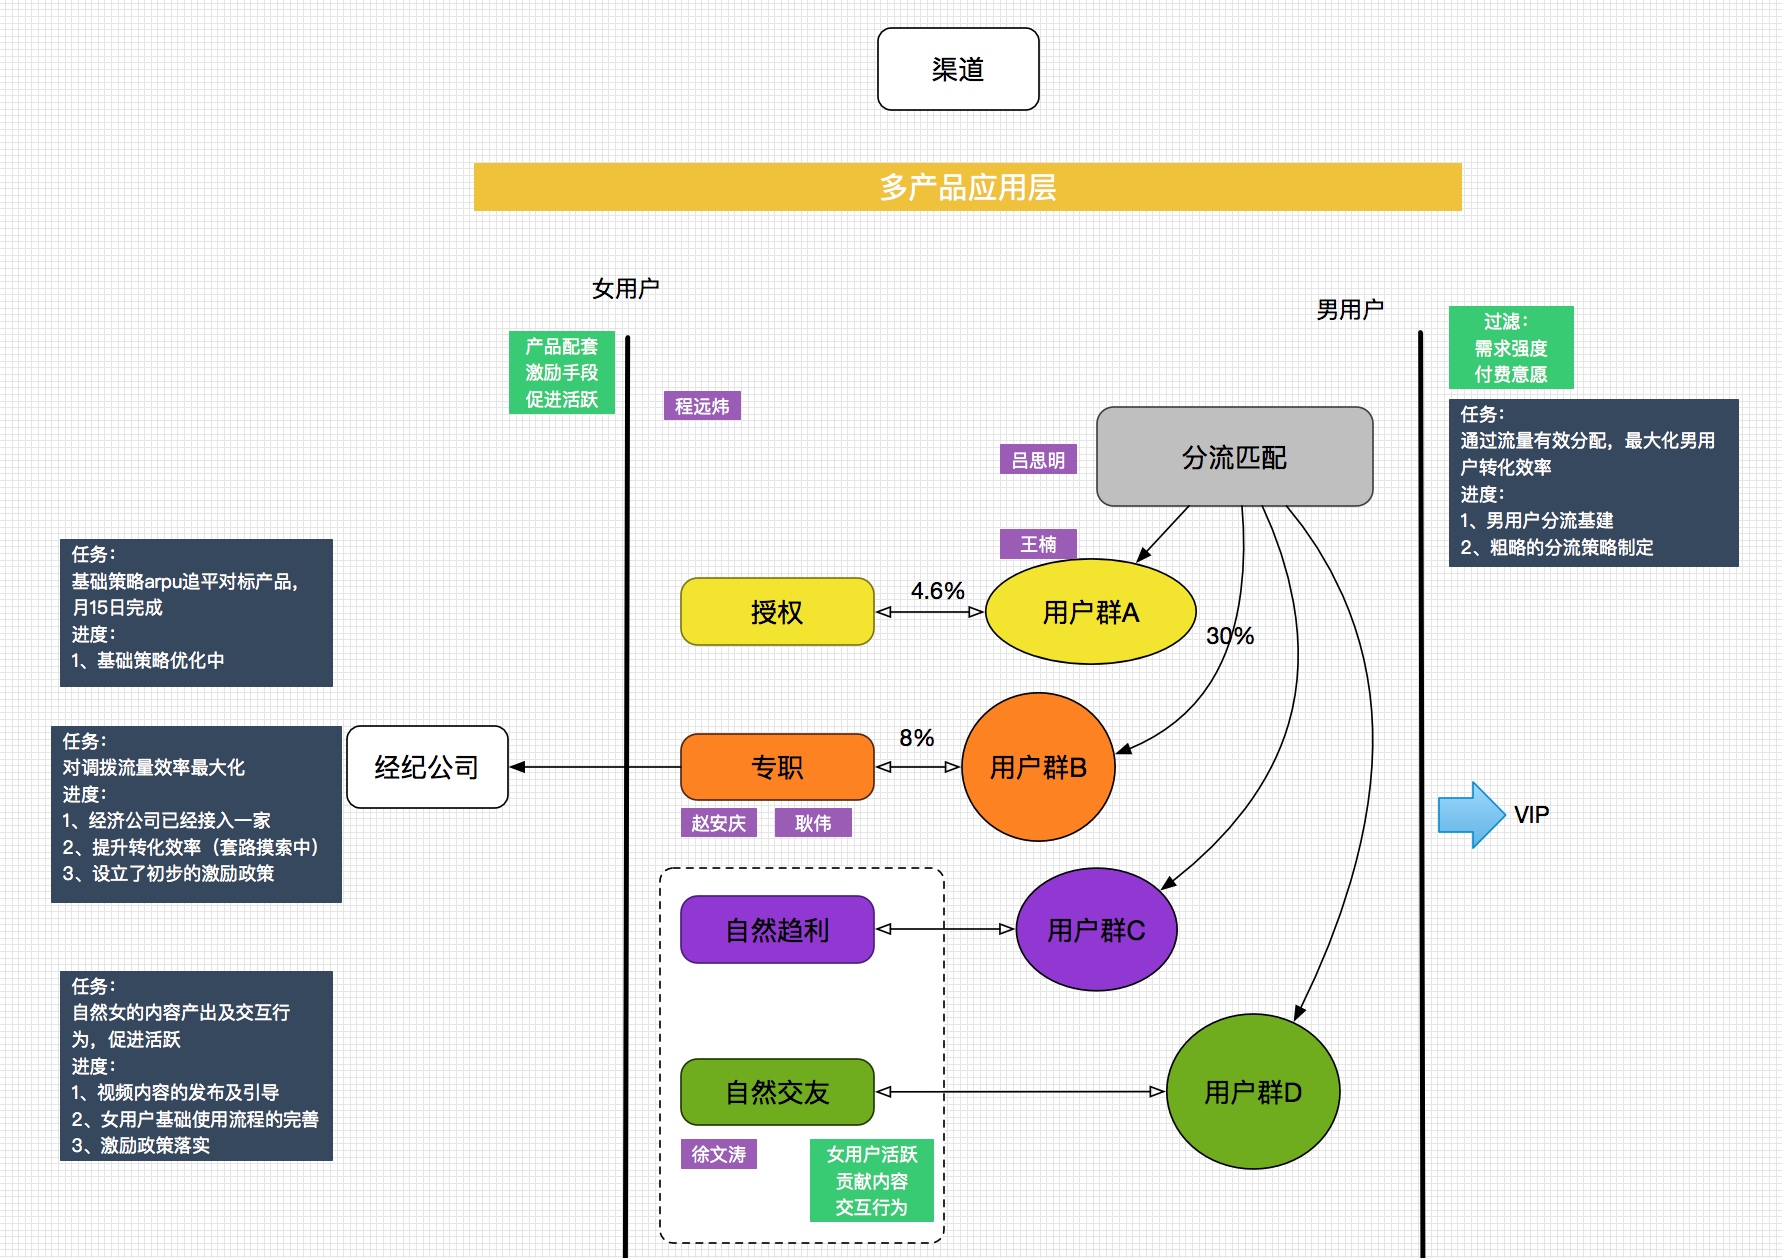 渠道
多产品应用层
女用户
男用户
产品配套
激励手段
促进活跃
过滤：
需求强度
付费意愿
程远炜
吕思明
分流匹配
任务：
通过流量有效分配，最大化男用
户转化效率
进度：
1、男用户分流基建
2、粗略的分流策略制定
王楠
任务：
基础策略arpu追平对标产品，
月15日完成
进度：
1、基础策略优化中
授权
4.6%
用户群A
30%
任务：
对调拨流量效率最大化
进度：
1、经济公司已经接入一家
2、提升转化效率（套路摸索中）
3、设立了初步的激励政策
经纪公司
专职
8%
用户群B
赵安庆
耿伟
VIP
自然趋利
用户群C
任务：
自然女的内容产出及交互行
为，促进活跃
进度：
1、视频内容的发布及引导
2、女用户基础使用流程的完善
3、激励政策落实
自然交友
用户群D
徐文涛
女用户活跃
贡献内容
交互行为